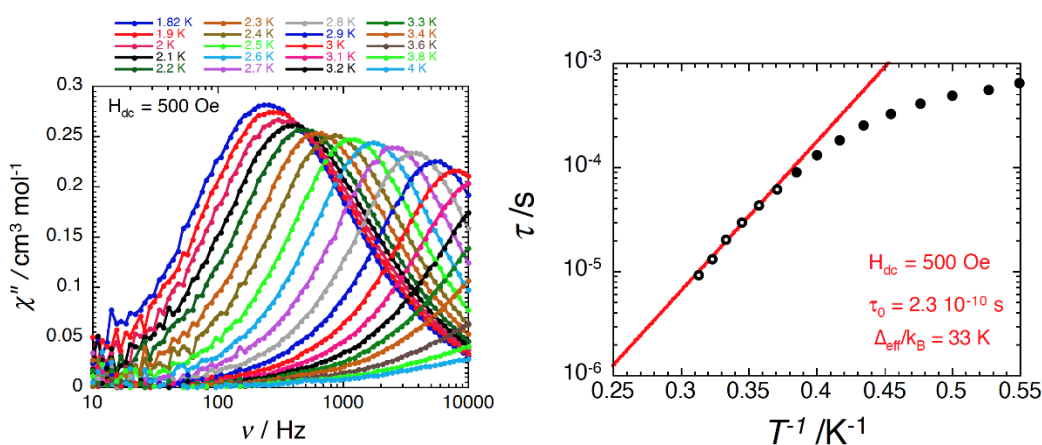 1.82 K 2.3 K 2.8 K 3.3 K
1.9 K 2.4 K 2.9 K 3.4 K
2 K 2.5 K 3 K 3.6 K
2.1 K 2.6 K 3.1 K 3.8 K
2.2 K 2.7 K 3.2 K 4 K
H_dc = 500 Oe
0.3
0.25
0.2
0.15
0.1
0.05
0
χ'' / cm³ mol⁻¹
10 100 1000 10000
ν / Hz
10⁻³
10⁻⁴
10⁻⁵
10⁻⁶
τ /s
H_dc = 500 Oe
τ₀ = 2.3 10⁻¹⁰ s
Δ_eff/k_B = 33 K
0.25 0.3 0.35 0.4 0.45 0.5 0.55
T⁻¹ /K⁻¹